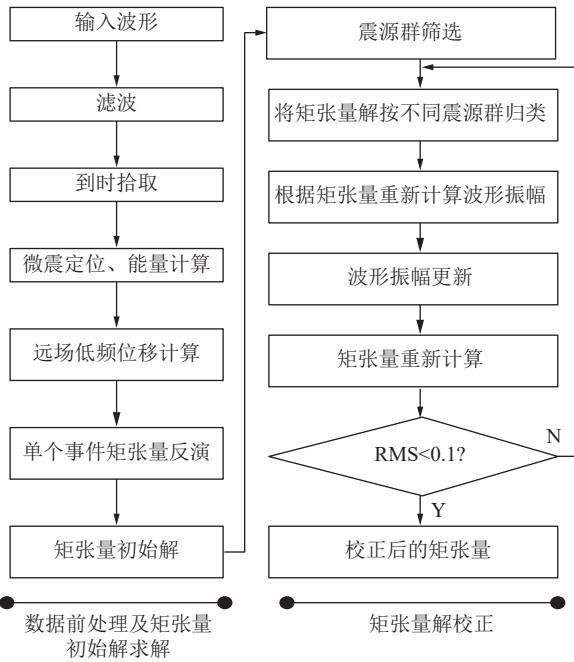 输入波形
滤波
到时拾取
微震定位、能量计算
远场低频位移计算
单个事件矩张量反演
矩张量初始解
数据前处理及矩张量
初始解求解
震源群筛选
将矩张量解按不同震源群归类
根据矩张量重新计算波形振幅
波形振幅更新
矩张量重新计算
RMS<0.1?
N
Y
校正后的矩张量
矩张量解校正